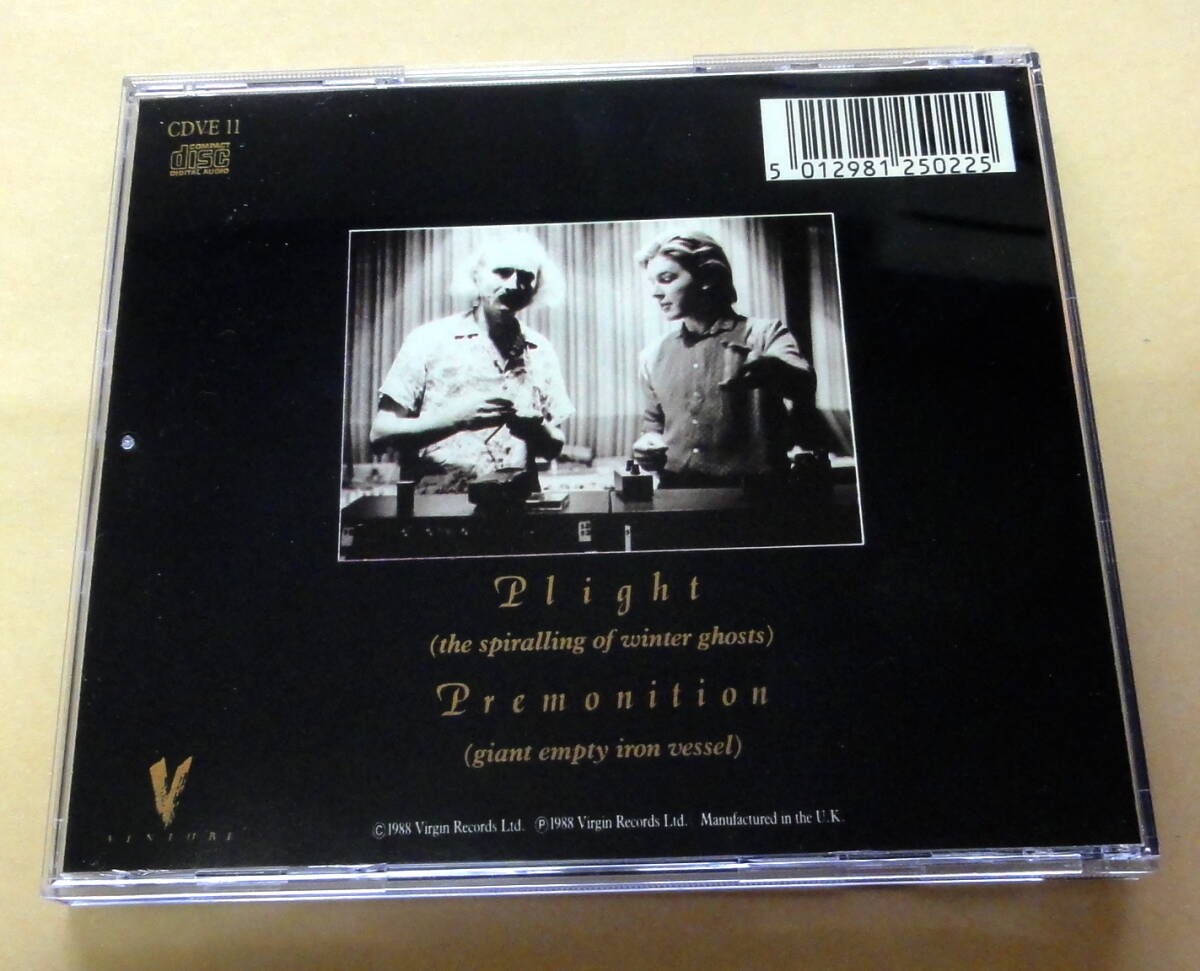 CDVE 11
COMPACT
disc
DIGITAL AUDIO
5 012981 250225
Plight
(the spiralling of winter ghosts)
Premonition
(giant empty iron vessel)
V
VENTURE
©1988 Virgin Records Ltd. ℗1988 Virgin Records Ltd. Manufactured in the U.K.